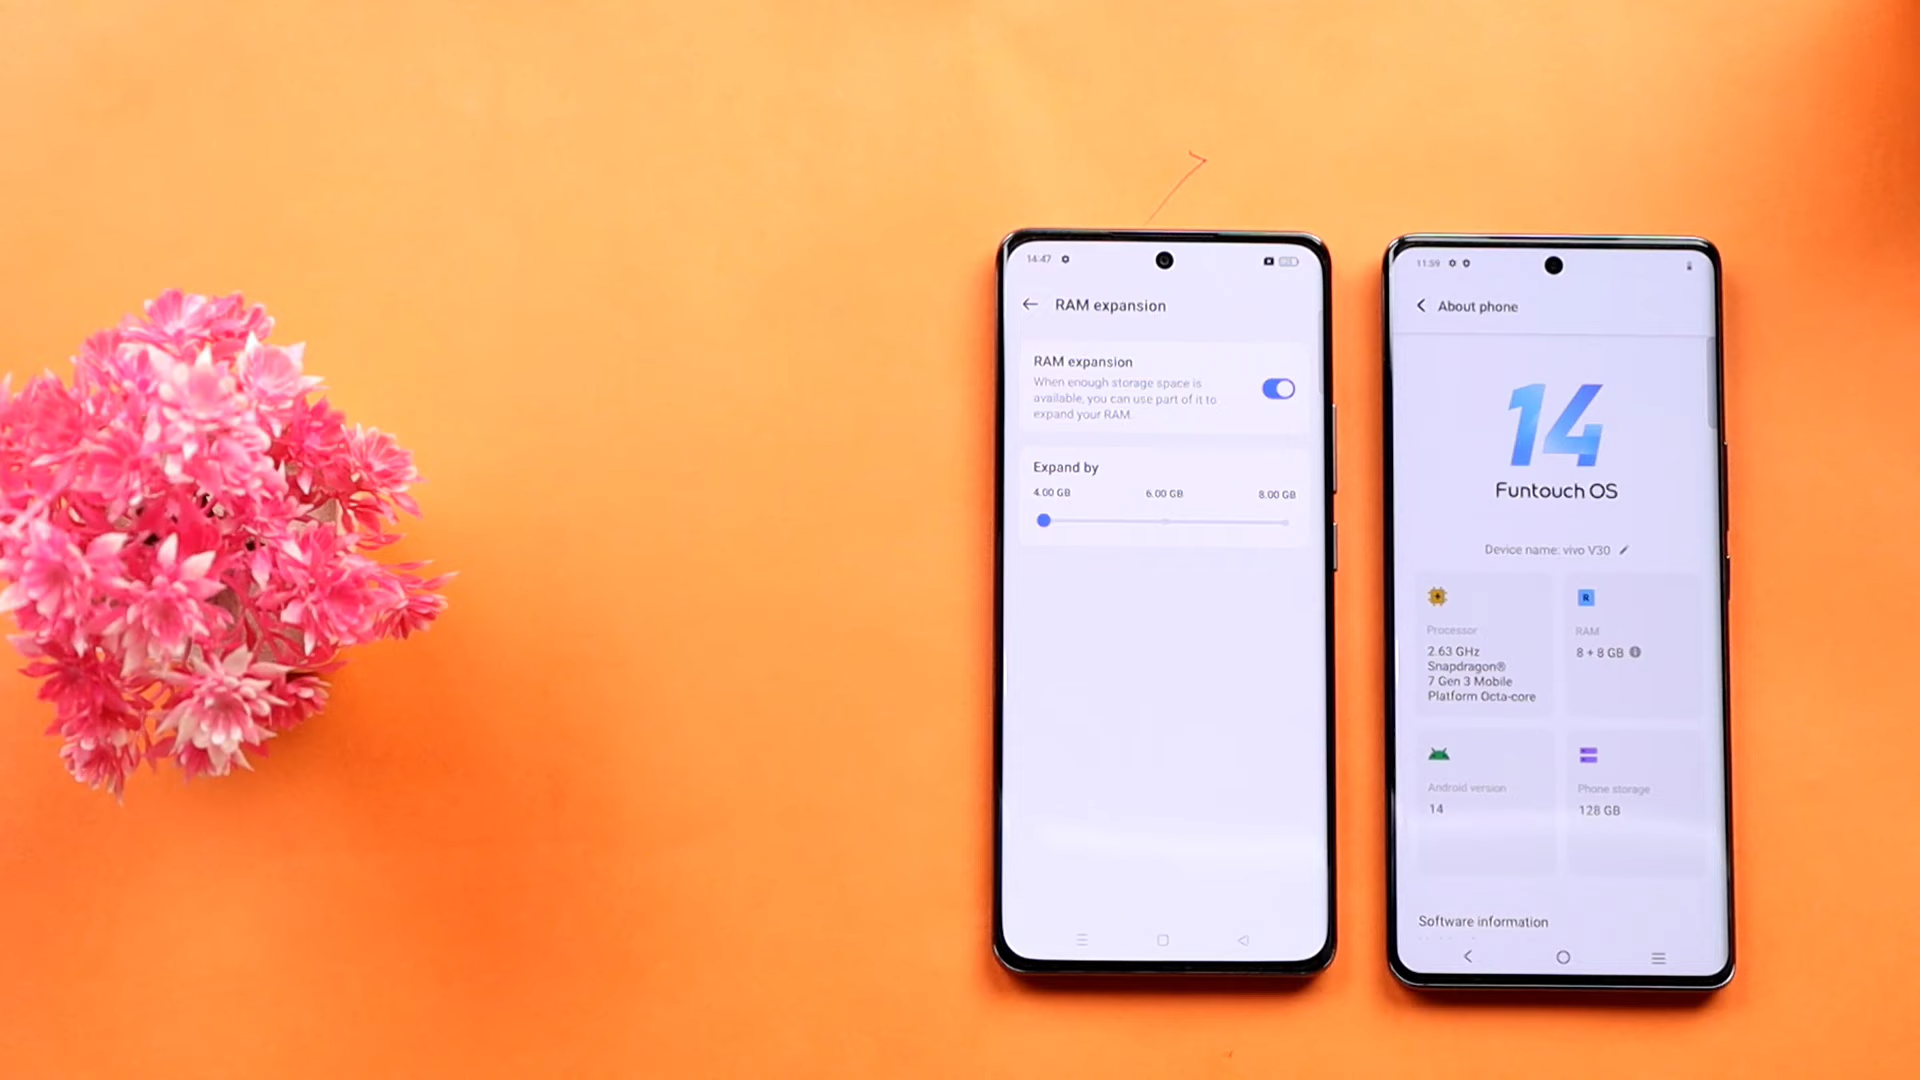 14:47
RAM expansion
RAM expansion
When enough storage space is
available, you can use part of it to
expand your RAM.
Expand by
4.00 GB 6.00 GB 8.00 GB
11:59
About phone
14
Funtouch OS
Device name: vivo V30
Processor
2.63 GHz
Snapdragon®
7 Gen 3 Mobile
Platform Octa-core
R
RAM
8 + 8 GB
Android version
14
Phone storage
128 GB
Software information